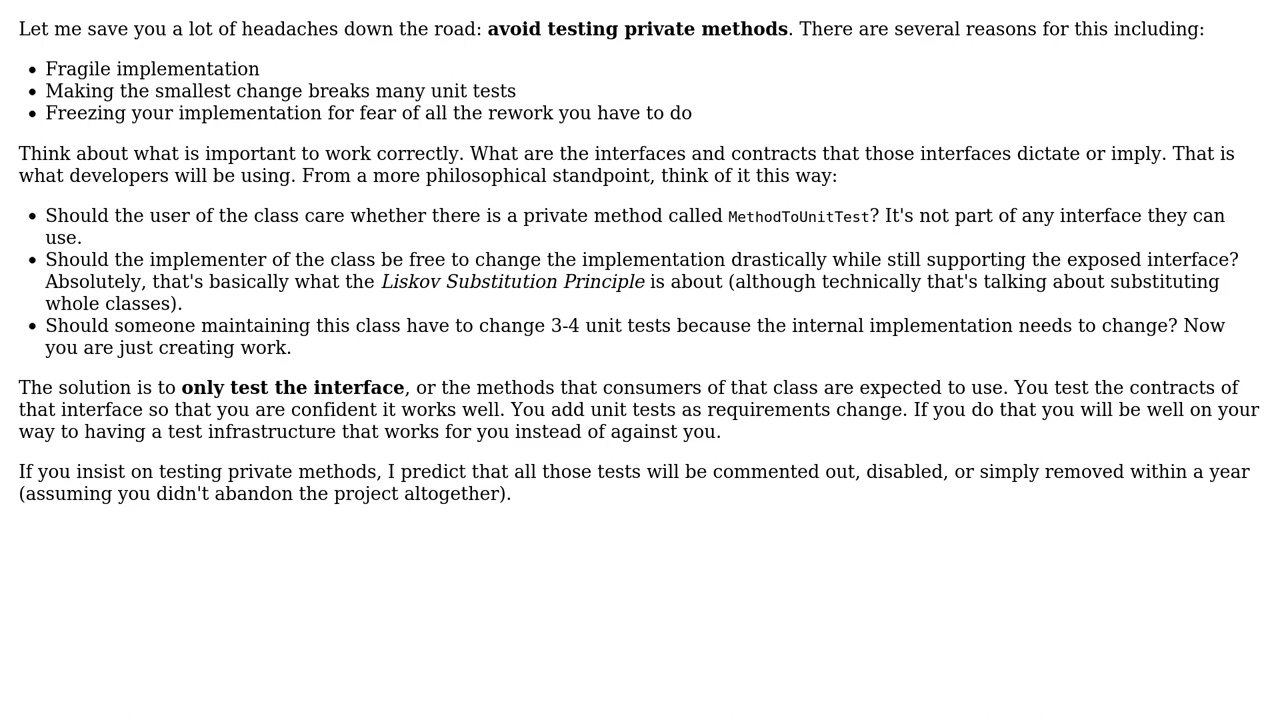 Let me save you a lot of headaches down the road: avoid testing private methods. There are several reasons for this including:
• Fragile implementation
• Making the smallest change breaks many unit tests
• Freezing your implementation for fear of all the rework you have to do
Think about what is important to work correctly. What are the interfaces and contracts that those interfaces dictate or imply. That is
what developers will be using. From a more philosophical standpoint, think of it this way:
• Should the user of the class care whether there is a private method called MethodToUnitTest? It's not part of any interface they can
use.
• Should the implementer of the class be free to change the implementation drastically while still supporting the exposed interface?
Absolutely, that's basically what the Liskov Substitution Principle is about (although technically that's talking about substituting
whole classes).
• Should someone maintaining this class have to change 3-4 unit tests because the internal implementation needs to change? Now
you are just creating work.
The solution is to only test the interface, or the methods that consumers of that class are expected to use. You test the contracts of
that interface so that you are confident it works well. You add unit tests as requirements change. If you do that you will be well on your
way to having a test infrastructure that works for you instead of against you.
If you insist on testing private methods, I predict that all those tests will be commented out, disabled, or simply removed within a year
(assuming you didn't abandon the project altogether).